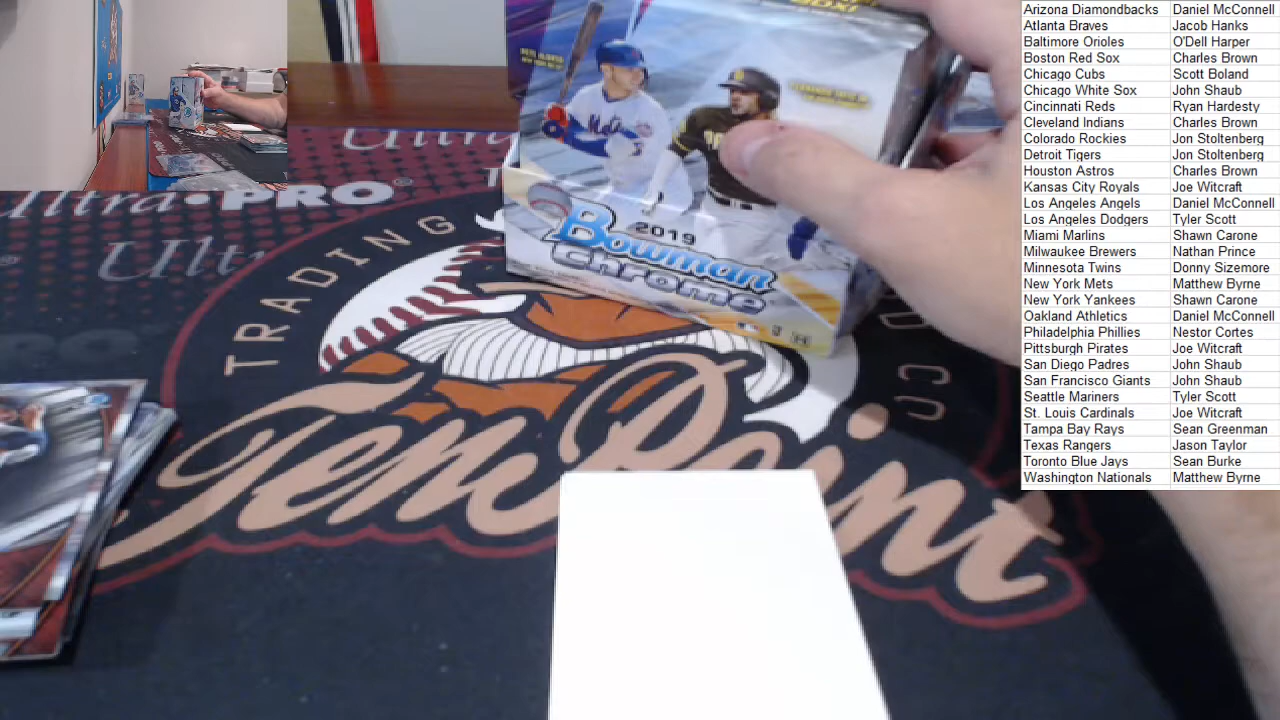 Arizona Diamondbacks Daniel McConnell
Atlanta Braves Jacob Hanks
Baltimore Orioles O'Dell Harper
Boston Red Sox Charles Brown
Chicago Cubs Scott Boland
Chicago White Sox John Shaub
Cincinnati Reds Ryan Hardesty
Cleveland Indians Charles Brown
Colorado Rockies Jon Stoltenberg
Detroit Tigers Jon Stoltenberg
Houston Astros Charles Brown
Kansas City Royals Joe Witcraft
Los Angeles Angels Daniel McConnell
Los Angeles Dodgers Tyler Scott
Miami Marlins Shawn Carone
Milwaukee Brewers Nathan Prince
Minnesota Twins Donny Sizemore
New York Mets Matthew Byrne
New York Yankees Shawn Carone
Oakland Athletics Daniel McConnell
Philadelphia Phillies Nestor Cortes
Pittsburgh Pirates Joe Witcraft
San Diego Padres John Shaub
San Francisco Giants John Shaub
Seattle Mariners Tyler Scott
St. Louis Cardinals Joe Witcraft
Tampa Bay Rays Sean Greenman
Texas Rangers Jason Taylor
Toronto Blue Jays Sean Burke
Washington Nationals Matthew Byrne
Mets
2019
Bowman
Chrome
Ultra
Ultra•PRO®
TRADING
Ten Point